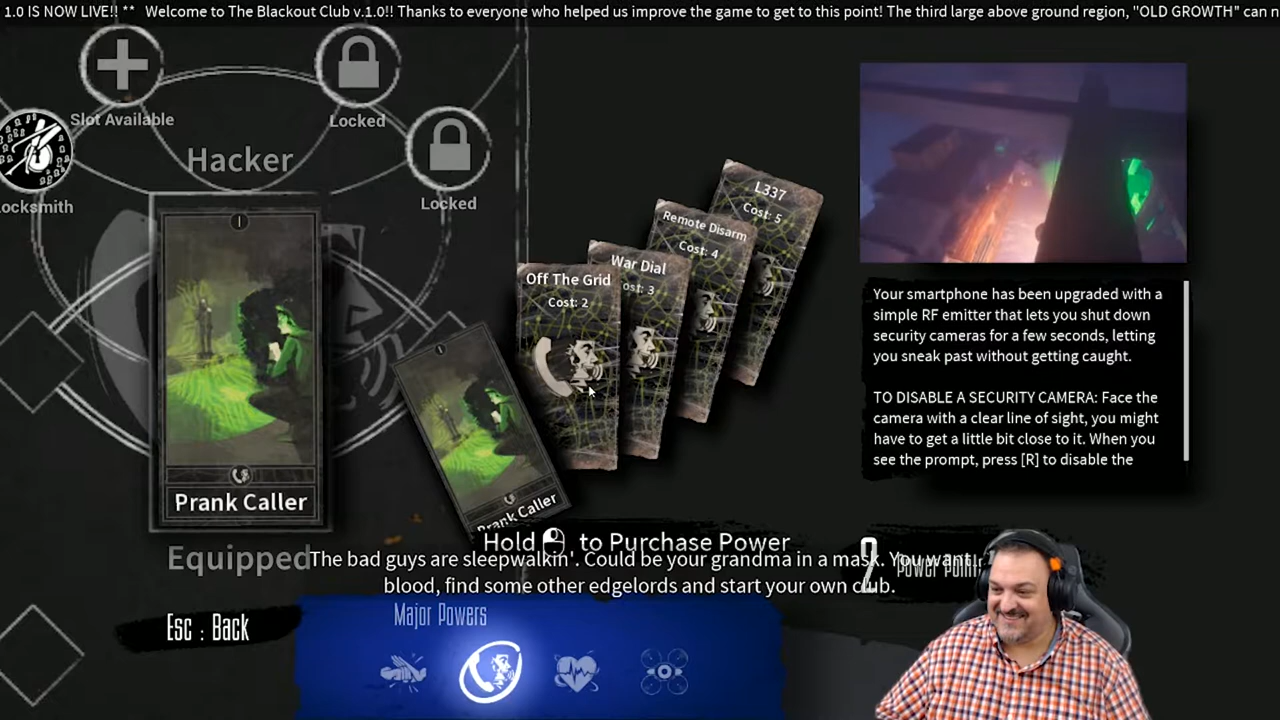 1.0 IS NOW LIVE!! ** Welcome to The Blackout Club v.1.0!! Thanks to everyone who helped us improve the game to get to this point! The third large above ground region, "OLD GROWTH" can
Slot Available
Locked
Hacker
Locked
ocksmith
L337
Cost: 5
Remote Disarm
Cost: 4
War Dial
ost: 3
Off The Grid
Cost: 2
I
Prank Caller
Equipped
I
Prank Caller
Your smartphone has been upgraded with a
simple RF emitter that lets you shut down
security cameras for a few seconds, letting
you sneak past without getting caught.
TO DISABLE A SECURITY CAMERA: Face the
camera with a clear line of sight, you might
have to get a little bit close to it. When you
see the prompt, press [R] to disable the
Hold to Purchase Power
The bad guys are sleepwalkin'. Could be your grandma in a mask. You want
blood, find some other edgelords and start your own club.
2 Power Point
Major Powers
Esc : Back